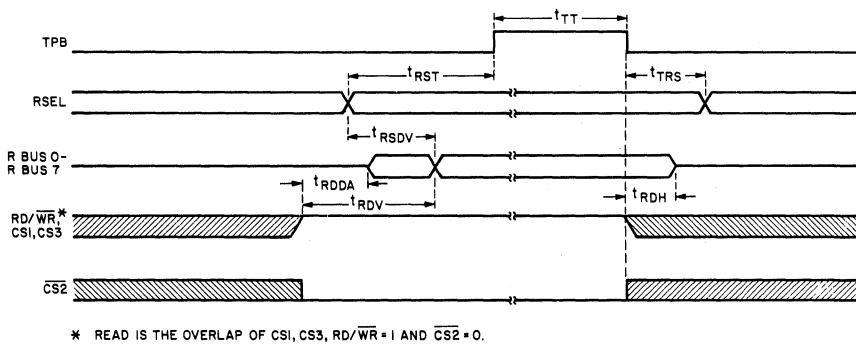 TPB
tTT
tRST
tTRS
RSEL
tRSDV
R BUS 0-
R BUS 7
tRDDA
tRDV
tRDH
RD/WR,*
CS1, CS3
CS2
* READ IS THE OVERLAP OF CS1, CS3, RD/WR = 1 AND CS2 = 0.